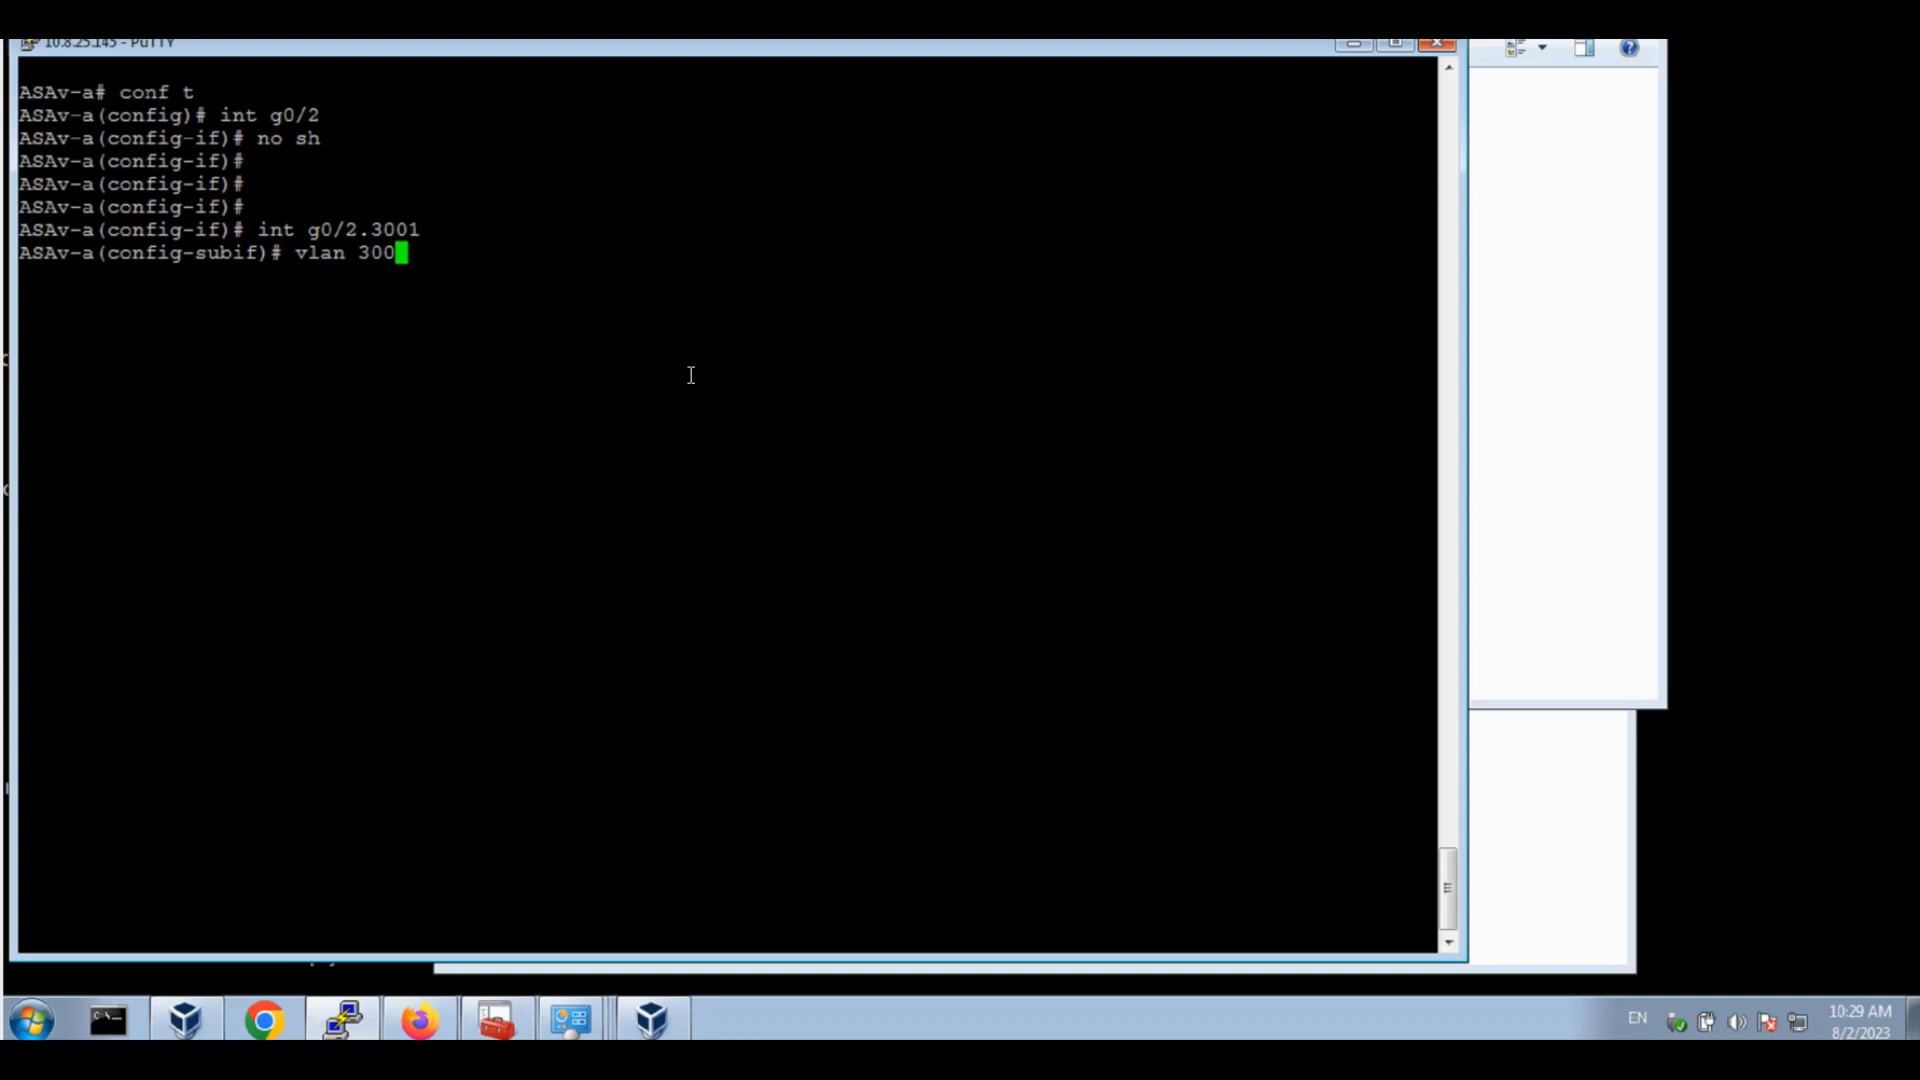 10.8.25.145 - PuTTY
ASAv-a# conf t
ASAv-a(config)# int g0/2
ASAv-a(config-if)# no sh
ASAv-a(config-if)#
ASAv-a(config-if)#
ASAv-a(config-if)#
ASAv-a(config-if)# int g0/2.3001
ASAv-a(config-subif)# vlan 300
EN
10:29 AM
8/2/2023